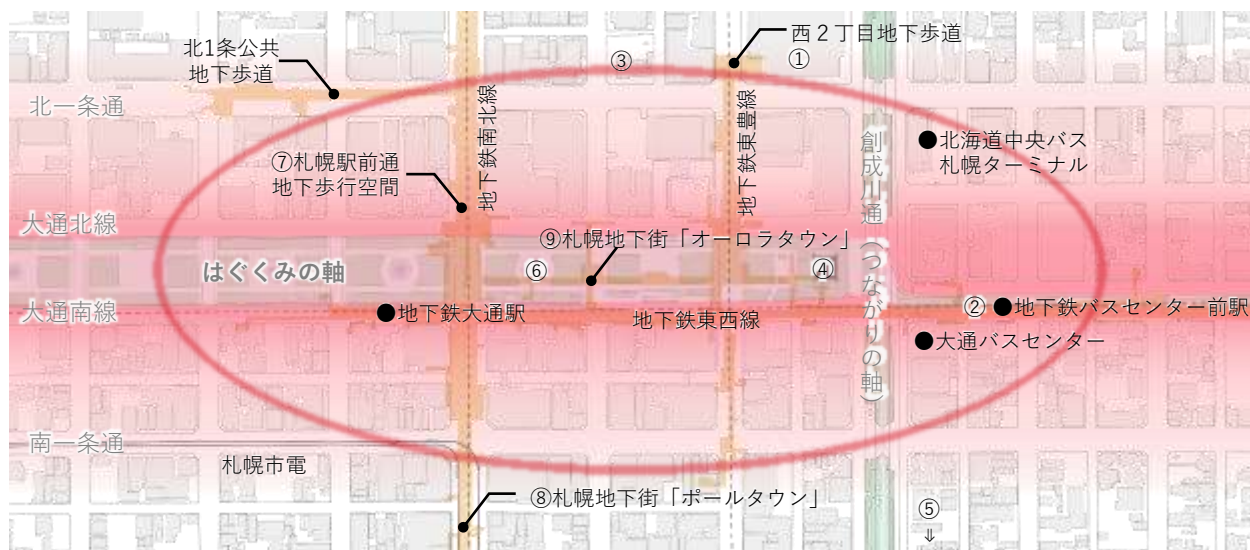 西２丁目地下歩道
①
③
北1条公共
地下歩道
北一条通
地下鉄南北線
地下鉄東豊線
創成川通（つながりの軸）
北海道中央バス
札幌ターミナル
⑦札幌駅前通
地下歩行空間
大通北線
⑨札幌地下街「オーロラタウン」
はぐくみの軸
⑥
④
大通南線
地下鉄大通駅
地下鉄東西線
②
地下鉄バスセンター前駅
大通バスセンター
南一条通
札幌市電
⑧札幌地下街「ポールタウン」
⑤
⇓